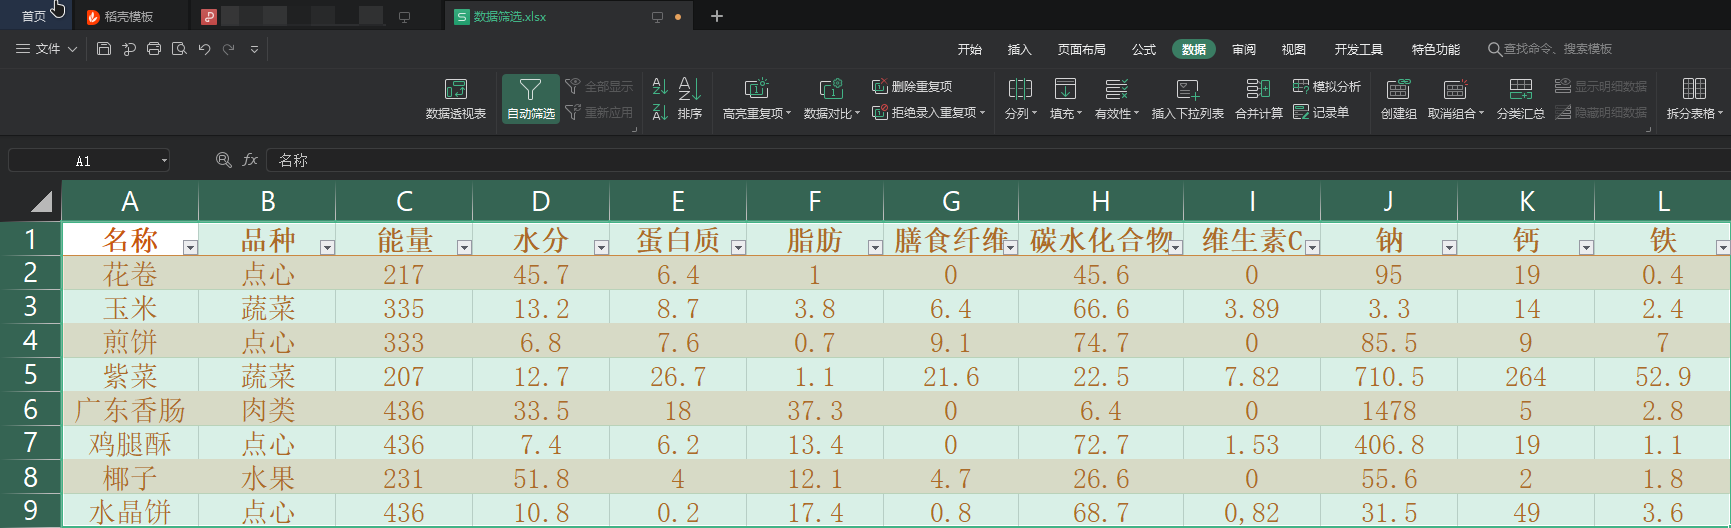 首页 稻壳模板 数据筛选.xlsx
文件 开始 插入 页面布局 公式 数据 审阅 视图 开发工具 特色功能 查找命令、搜索模板
全部显示 删除重复项 模拟分析 显示明细数据
重新应用 拒绝录入重复项 记录单 隐藏明细数据
数据透视表 自动筛选 排序 高亮重复项 数据对比 分列 填充 有效性 插入下拉列表 合并计算 创建组 取消组合 分类汇总 拆分表格
A1 fx 名称
A B C D E F G H I J K L
1 名称 品种 能量 水分 蛋白质 脂肪 膳食纤维 碳水化合物 维生素C 钠 钙 铁
2 花卷 点心 217 45.7 6.4 1 0 45.6 0 95 19 0.4
3 玉米 蔬菜 335 13.2 8.7 3.8 6.4 66.6 3.89 3.3 14 2.4
4 煎饼 点心 333 6.8 7.6 0.7 9.1 74.7 0 85.5 9 7
5 紫菜 蔬菜 207 12.7 26.7 1.1 21.6 22.5 7.82 710.5 264 52.9
6 广东香肠 肉类 436 33.5 18 37.3 0 6.4 0 1478 5 2.8
7 鸡腿酥 点心 436 7.4 6.2 13.4 0 72.7 1.53 406.8 19 1.1
8 椰子 水果 231 51.8 4 12.1 4.7 26.6 0 55.6 2 1.8
9 水晶饼 点心 436 10.8 0.2 17.4 0.8 68.7 0,82 31.5 49 3.6